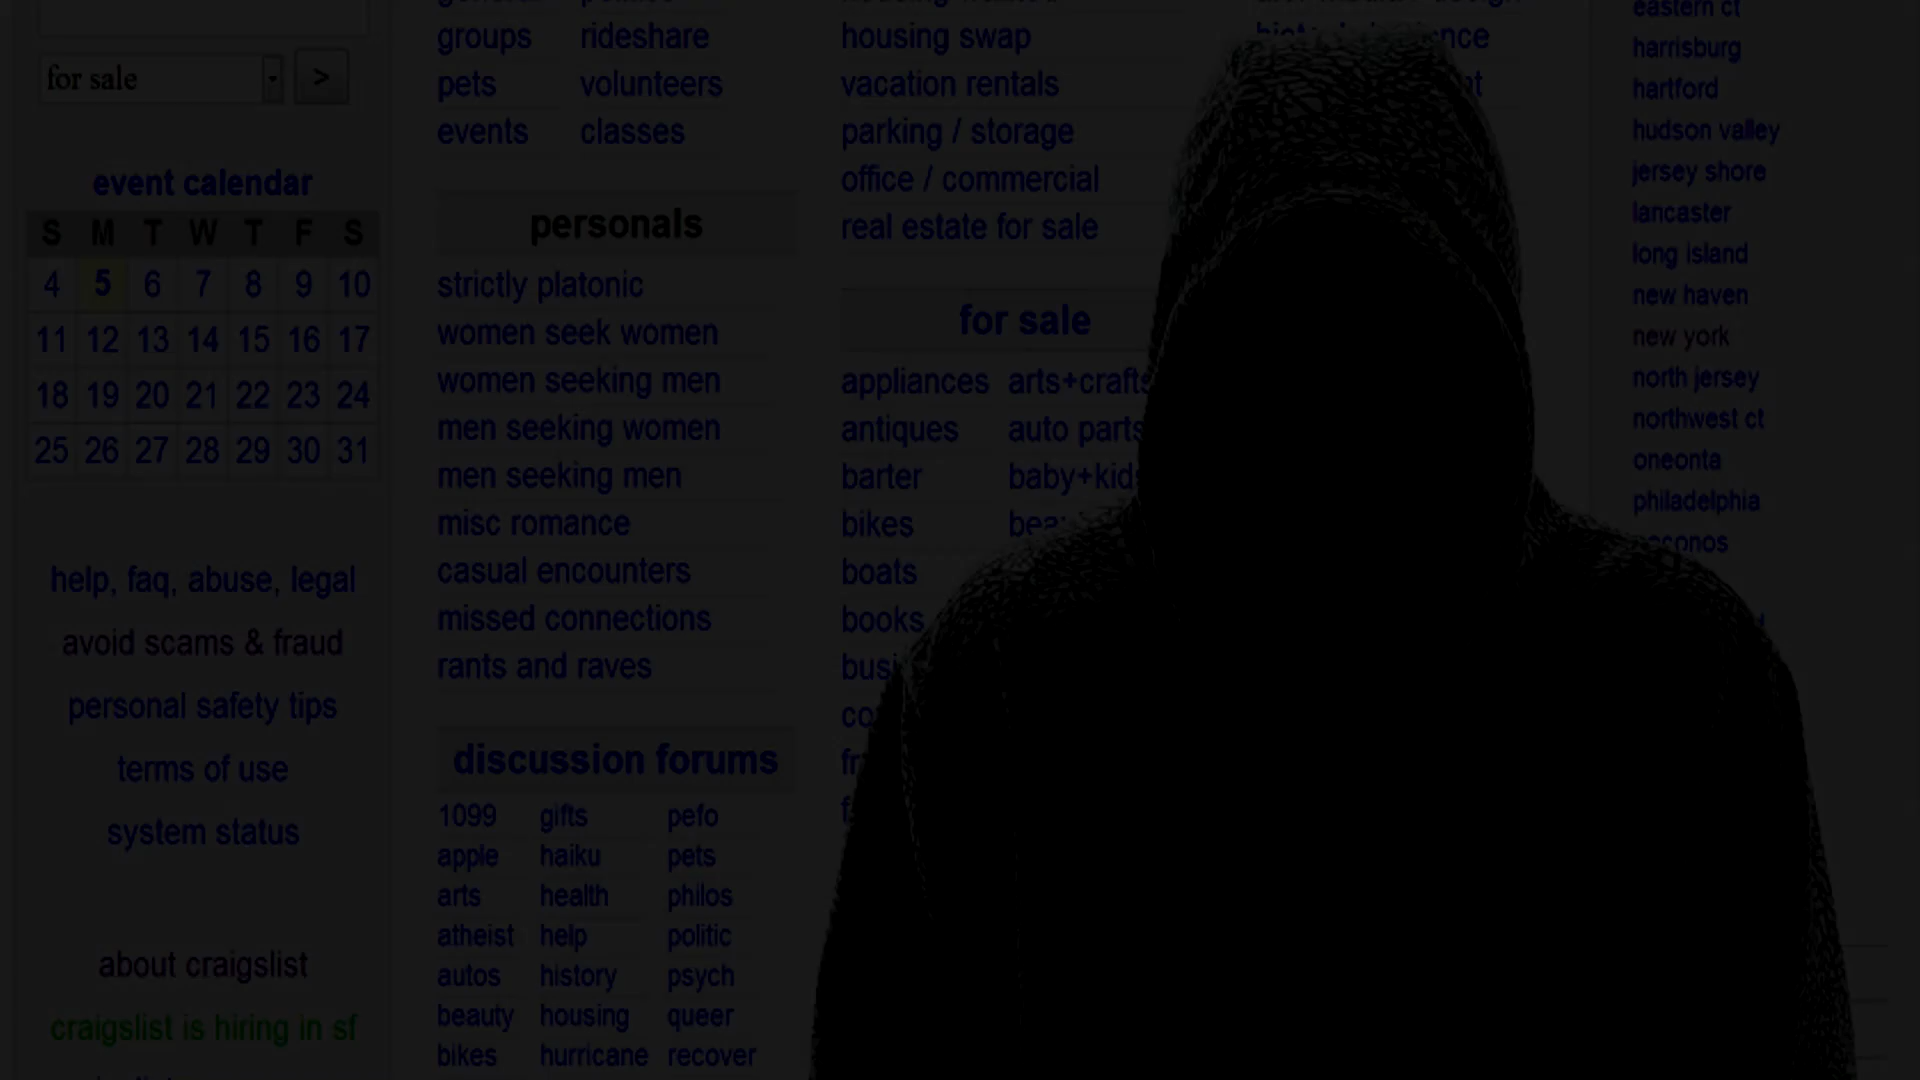 for sale >
event calendar
S M T W T F S
4 5 6 7 8 9 10
11 12 13 14 15 16 17
18 19 20 21 22 23 24
25 26 27 28 29 30 31
help, faq, abuse, legal
avoid scams & fraud
personal safety tips
terms of use
system status
about craigslist
craigslist is hiring in sf
groups rideshare
pets volunteers
events classes
personals
strictly platonic
women seek women
women seeking men
men seeking women
men seeking men
misc romance
casual encounters
missed connections
rants and raves
discussion forums
1099 gifts pefo
apple haiku pets
arts health philos
atheist help politic
autos history psych
beauty housing queer
bikes hurricane recover
housing swap
vacation rentals
parking / storage
office / commercial
real estate for sale
for sale
appliances arts+crafts
antiques auto parts
barter baby+kids
bikes
boats
books
eastern ct
harrisburg
hartford
hudson valley
jersey shore
lancaster
long island
new haven
new york
north jersey
northwest ct
oneonta
philadelphia